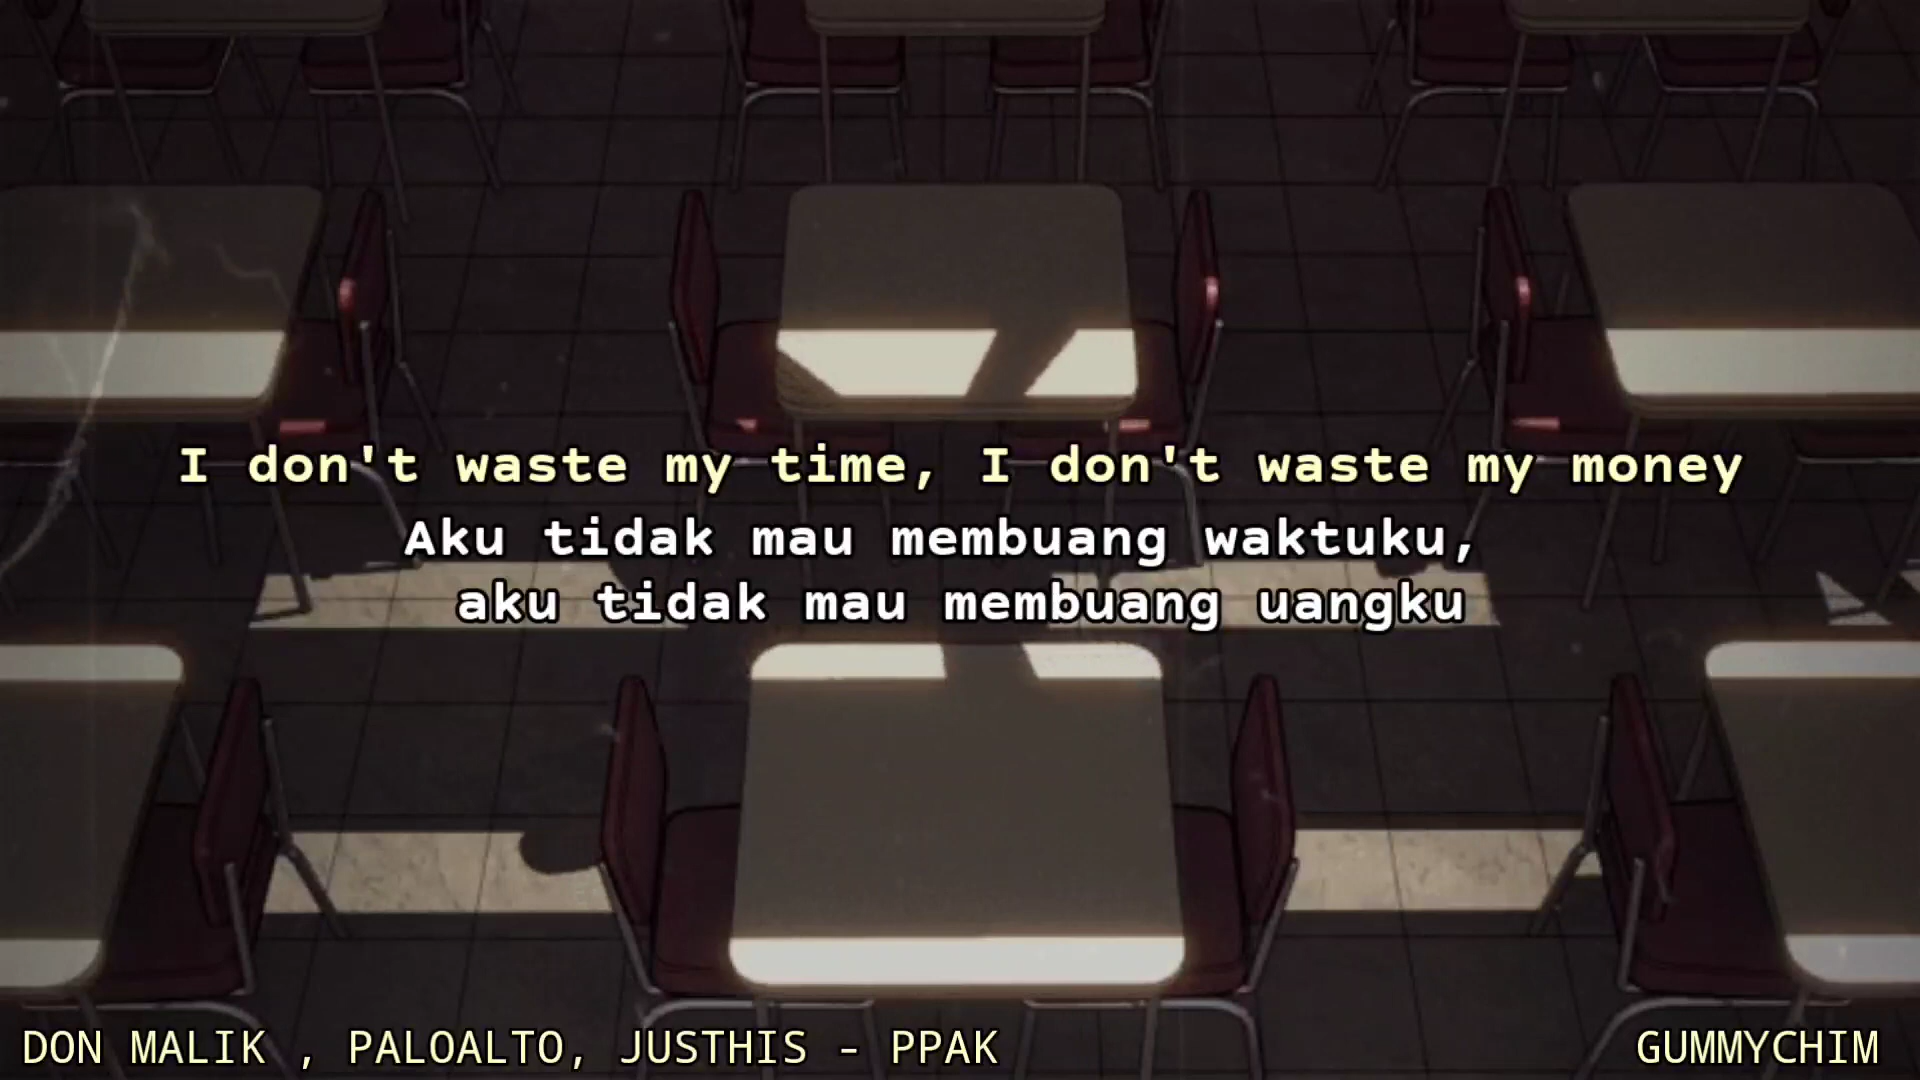 I don't waste my time, I don't waste my money
Aku tidak mau membuang waktuku,
aku tidak mau membuang uangku
DON MALIK , PALOALTO, JUSTHIS - PPAK
GUMMYCHIM